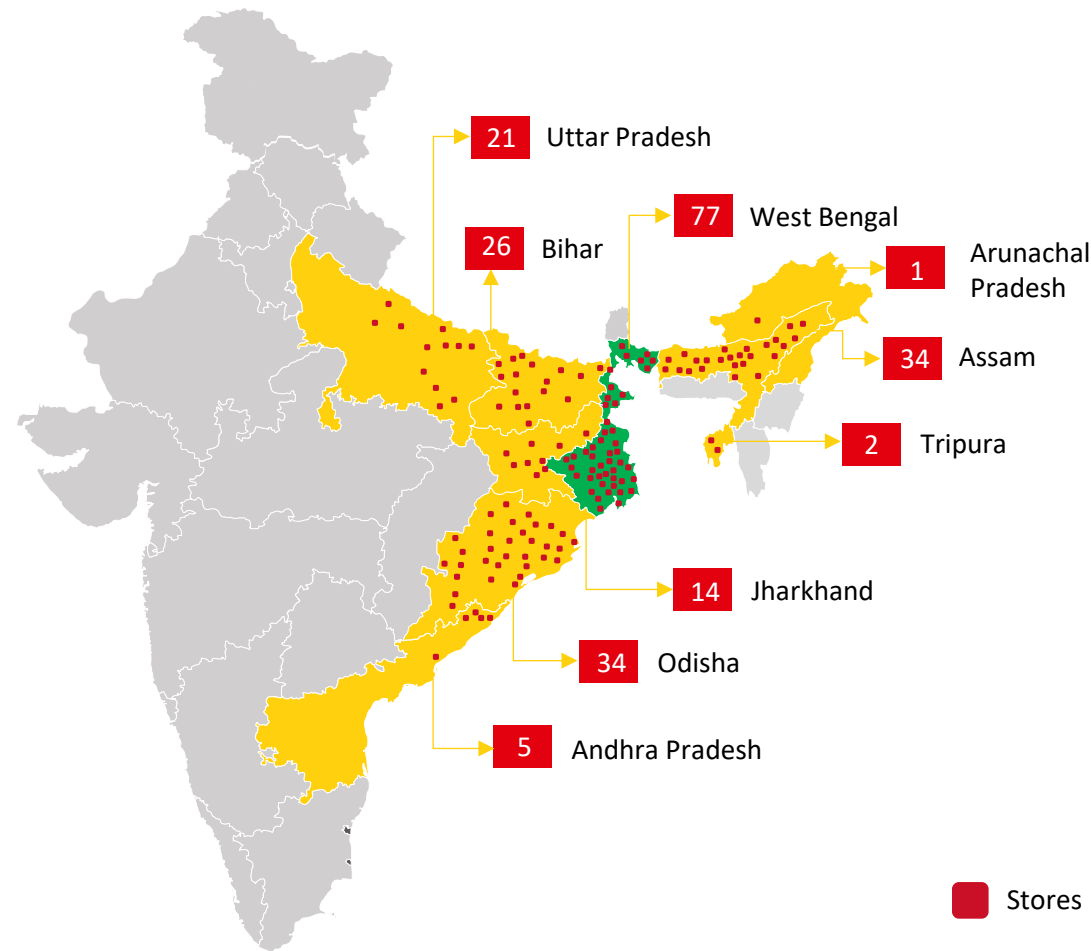 21 Uttar Pradesh
77 West Bengal
26 Bihar
1 Arunachal
Pradesh
34 Assam
2 Tripura
14 Jharkhand
34 Odisha
5 Andhra Pradesh
Stores